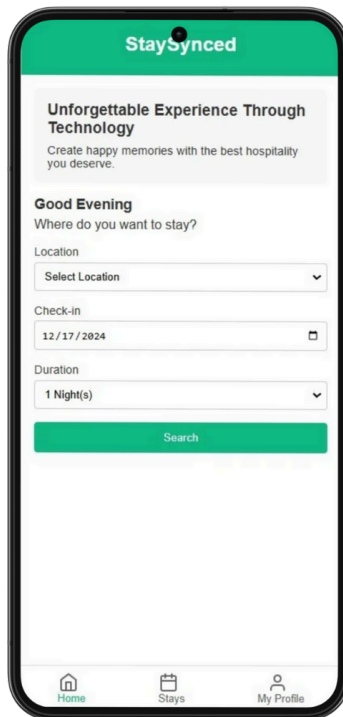 StaySynced
Unforgettable Experience Through
Technology
Create happy memories with the best hospitality
you deserve.
Good Evening
Where do you want to stay?
Location
Select Location
Check-in
12/17/2024
Duration
1 Night(s)
Search
Home
Stays
My Profile